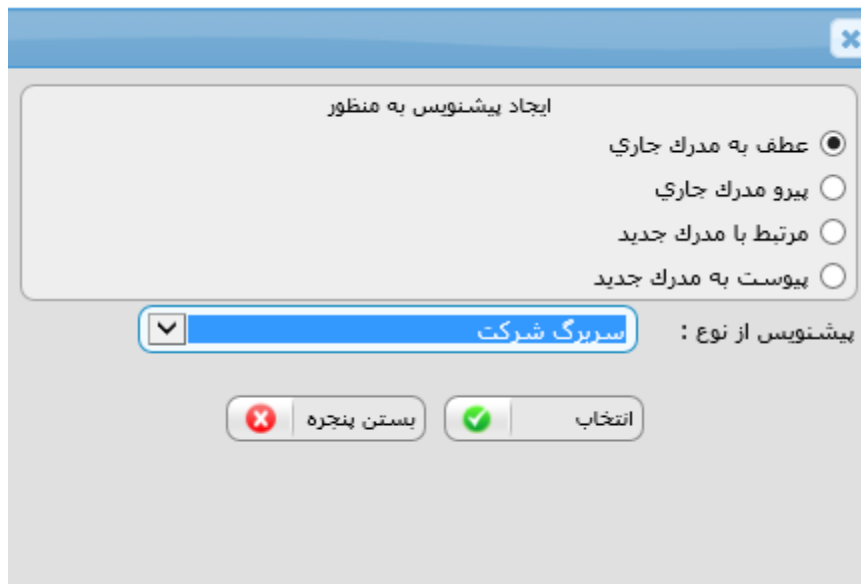 ایجاد پیشنویس به منظور
عطف به مدرك جاري
پیرو مدرك جاري
مرتبط با مدرك جدید
پیوست به مدرك جدید
پیشنویس از نوع : سربرگ شرکت
انتخاب بستن پنجره